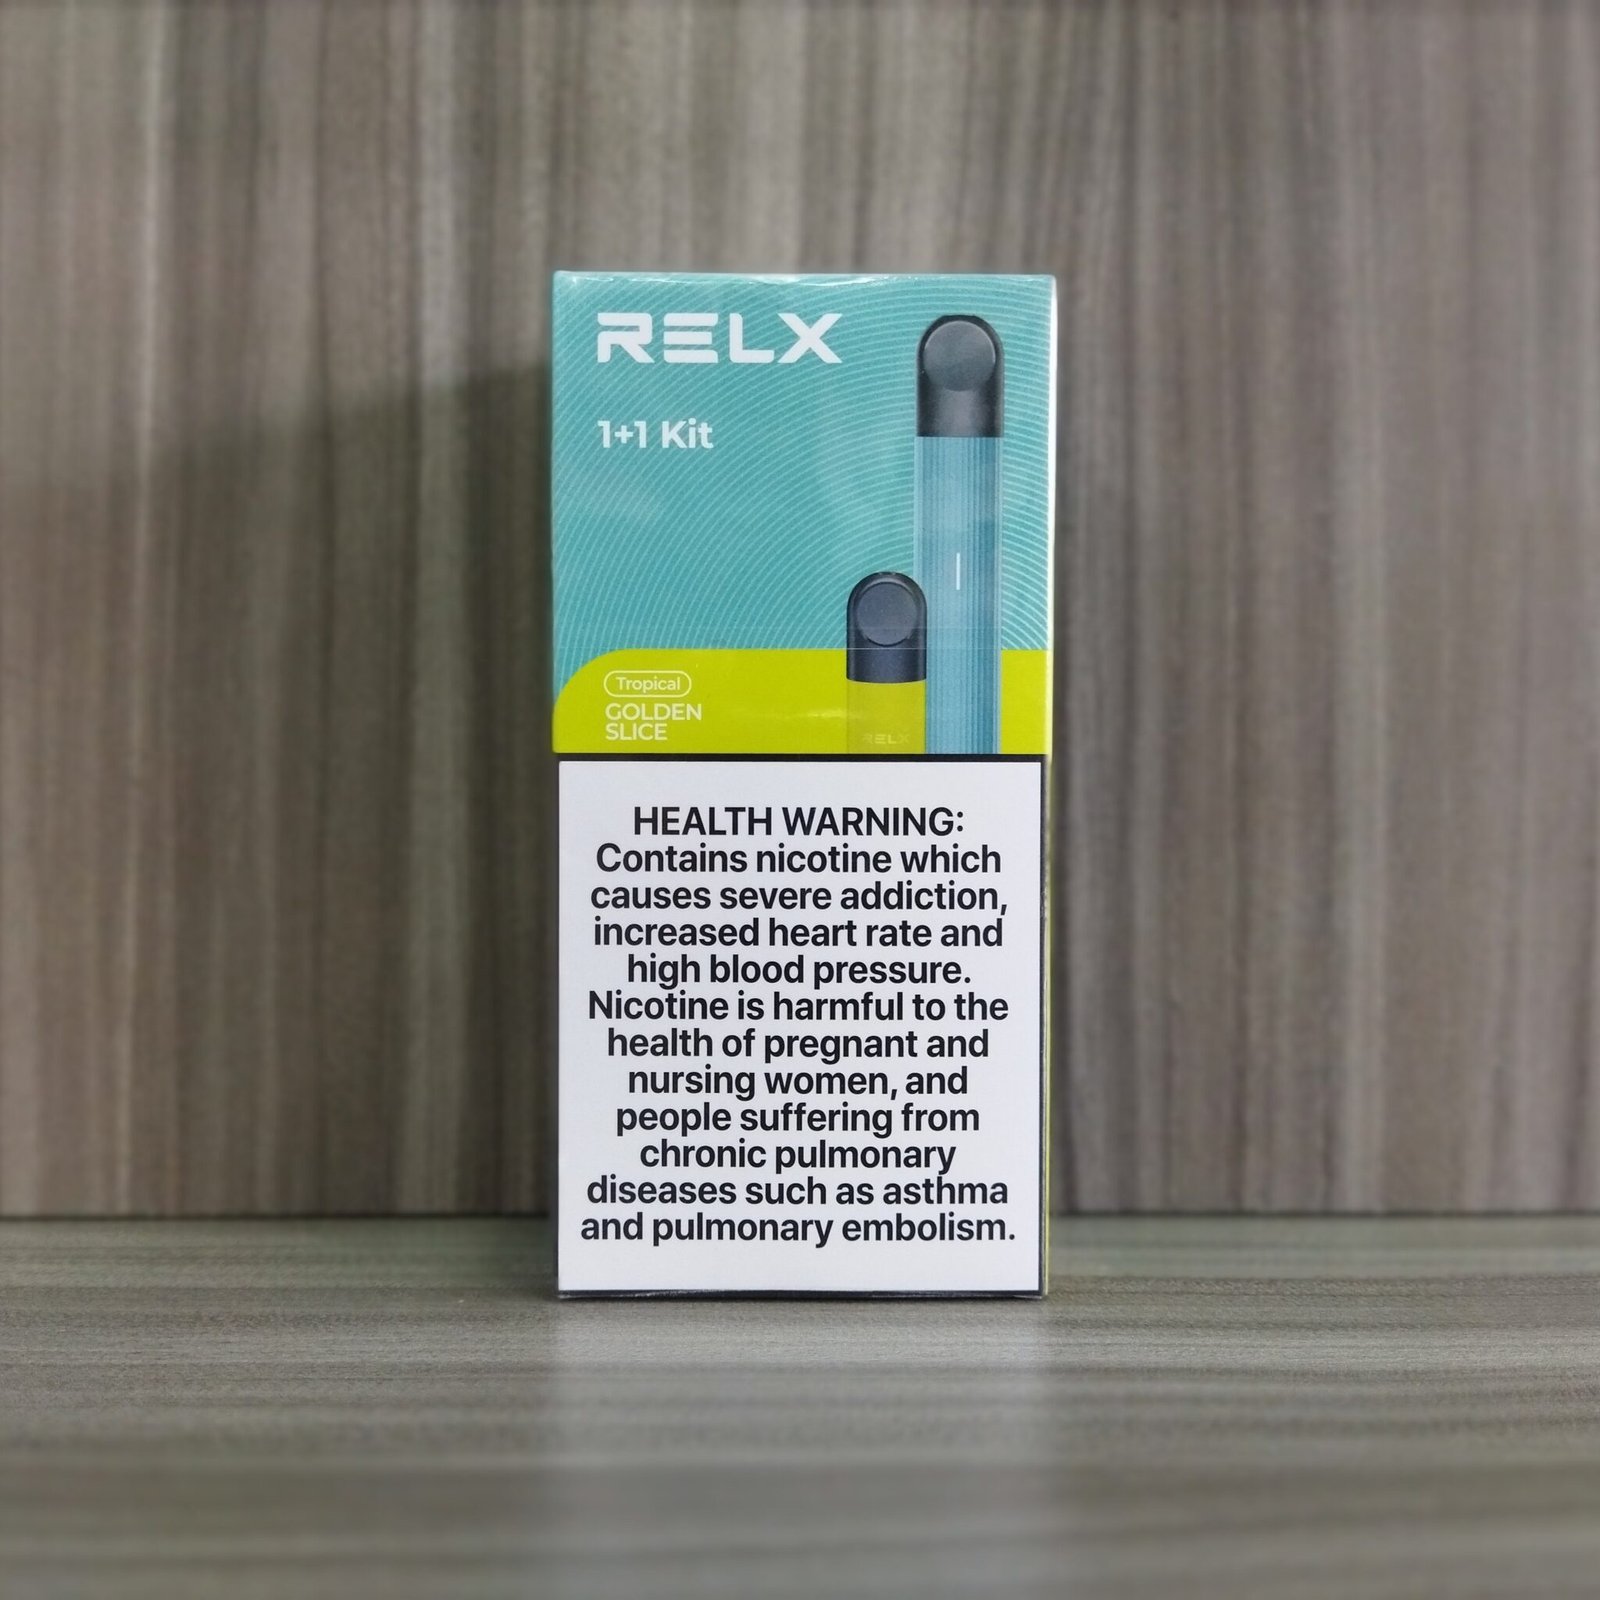 RELX
1+1 Kit
Tropical
GOLDEN
SLICE
RELX
HEALTH WARNING:
Contains nicotine which
causes severe addiction,
increased heart rate and
high blood pressure.
Nicotine is harmful to the
health of pregnant and
nursing women, and
people suffering from
chronic pulmonary
diseases such as asthma
and pulmonary embolism.